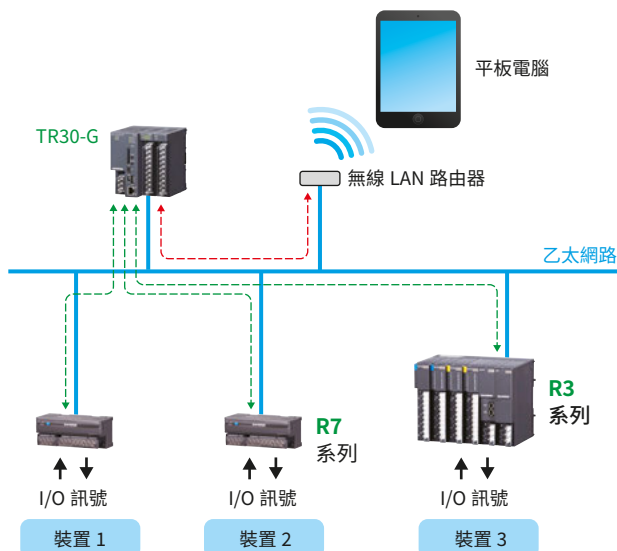 平板電腦
TR30-G
無線 LAN 路由器
乙太網路
R3
系列
R7
系列
I/O 訊號
I/O 訊號
I/O 訊號
裝置 1
裝置 2
裝置 3